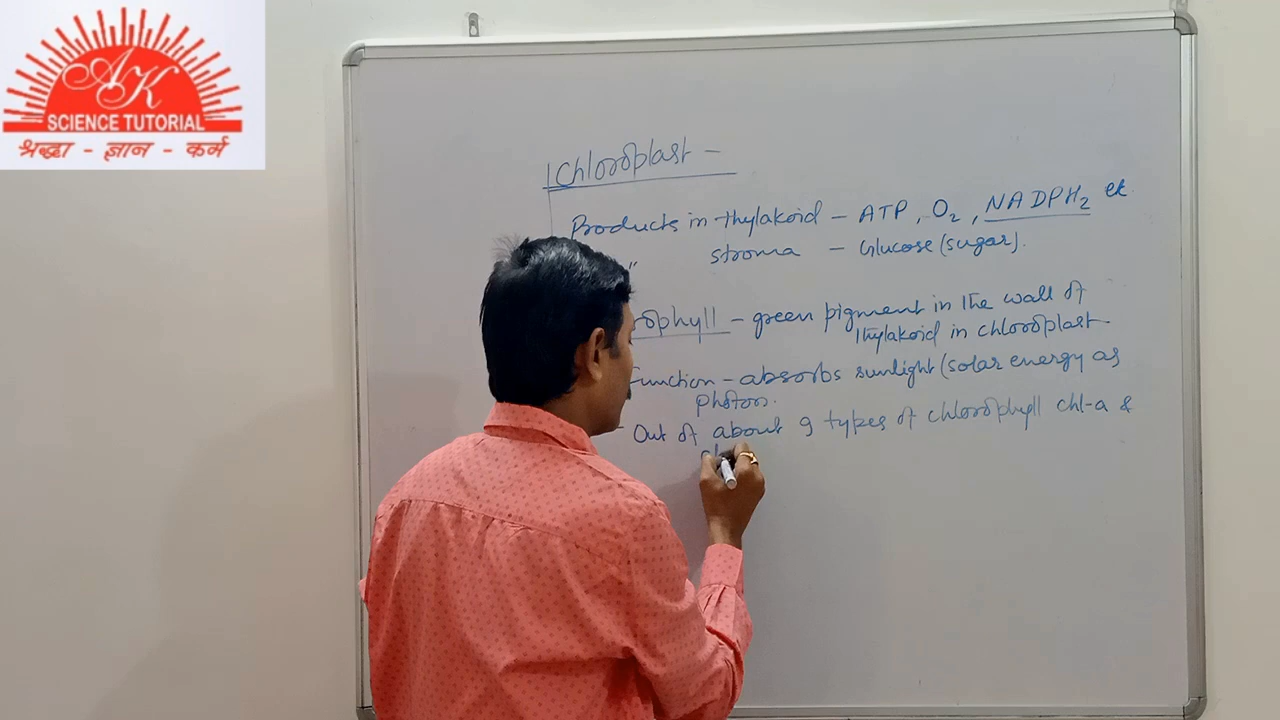 AK
SCIENCE TUTORIAL
श्रद्धा - ज्ञान - कर्म
Chloroplast -
Products in thylakoid - ATP, O2, NADPH2 etc
" stroma - Glucose (sugar).
rophyll - green pigment in the wall of
thylakoid in chloroplast.
Function - absorbs sunlight (solar energy as
photon.
Out of about 9 types of chlorophyll chl-a &